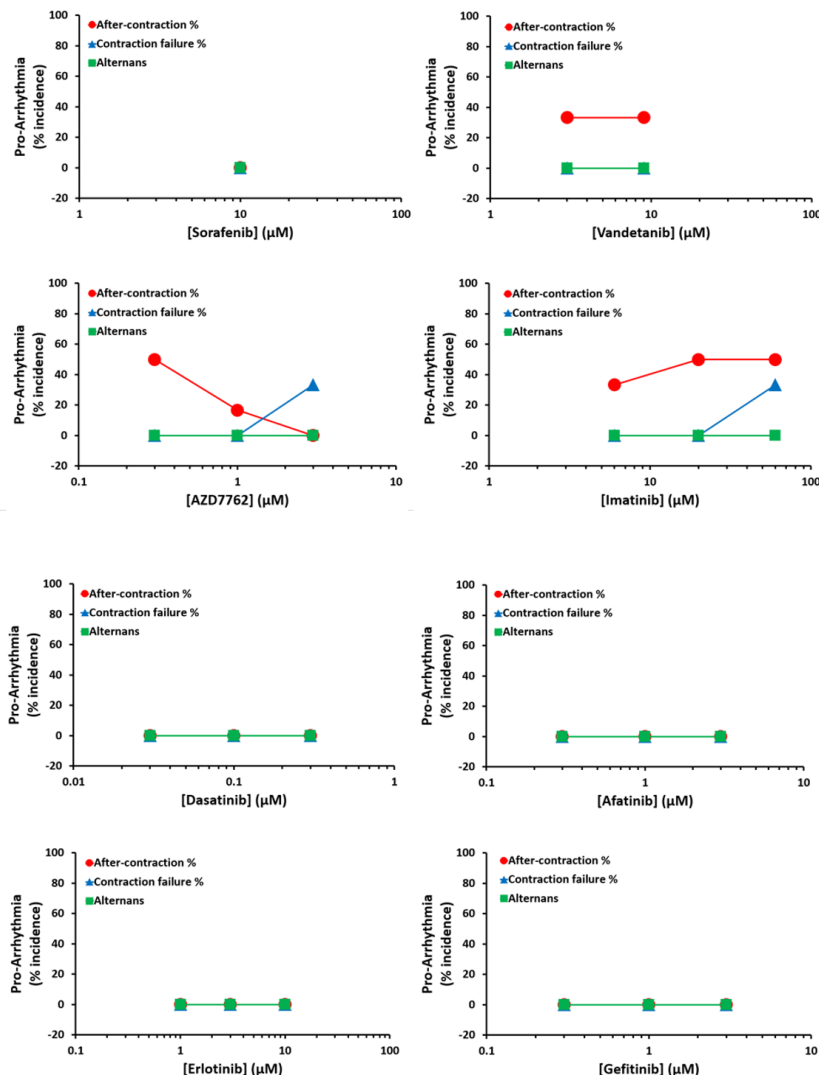 After-contraction %
Contraction failure %
Alternans
Pro-Arrhythmia
(% incidence)
100
80
60
40
20
0
-20
1
10
100
[Sorafenib] (µM)
After-contraction %
Contraction failure %
Alternans
Pro-Arrhythmia
(% incidence)
100
80
60
40
20
0
-20
1
10
100
[Vandetanib] (µM)
After-contraction %
Contraction failure %
Alternans
Pro-Arrhythmia
(% incidence)
100
80
60
40
20
0
-20
0.1
1
10
[AZD7762] (µM)
After-contraction %
Contraction failure %
Alternans
Pro-Arrhythmia
(% incidence)
100
80
60
40
20
0
-20
1
10
100
[Imatinib] (µM)
After-contraction %
Contraction failure %
Alternans
Pro-Arrhythmia
(% incidence)
100
80
60
40
20
0
-20
0.01
0.1
1
[Dasatinib] (µM)
After-contraction %
Contraction failure %
Alternans
Pro-Arrhythmia
(% incidence)
100
80
60
40
20
0
-20
0.1
1
10
[Afatinib] (µM)
After-contraction %
Contraction failure %
Alternans
Pro-Arrhythmia
(% incidence)
100
80
60
40
20
0
-20
0.1
1
10
100
[Erlotinib] (µM)
After-contraction %
Contraction failure %
Alternans
Pro-Arrhythmia
(% incidence)
100
80
60
40
20
0
-20
0.1
1
10
[Gefitinib] (µM)